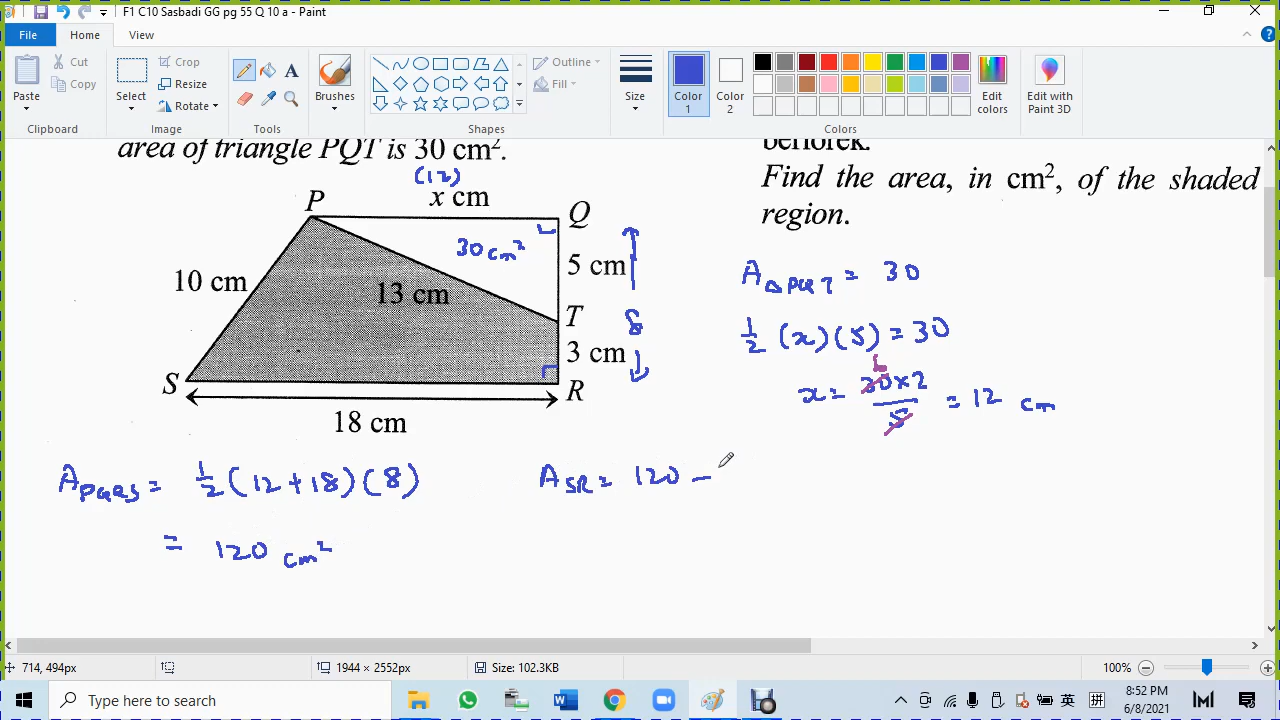 F1 C10 Sasbadi GG pg 55 Q 10 a - Paint
File
Home
View
Paste
Cut
Copy
Clipboard
Select
Crop
Resize
Rotate
Image
A
Tools
Brushes
Outline
Fill
Shapes
Size
Color 1
Color 2
Edit colors
Colors
Edit with Paint 3D
area of triangle PQT is 30 cm².
(12)
x cm
P
Q
30 cm²
5 cm
10 cm
13 cm
T
8
3 cm
S
R
18 cm
A PQRS = 1/2 (12 + 18)(8)
= 120 cm²
berlorek.
Find the area, in cm², of the shaded
region.
A △PQT = 30
1/2 (x)(5) = 30
6
x = 30 × 2 / 5 = 12 cm
A SR = 120 –
714, 494px
1944 × 2552px
Size: 102.3KB
100%
Type here to search
英
拼
8:52 PM
6/8/2021